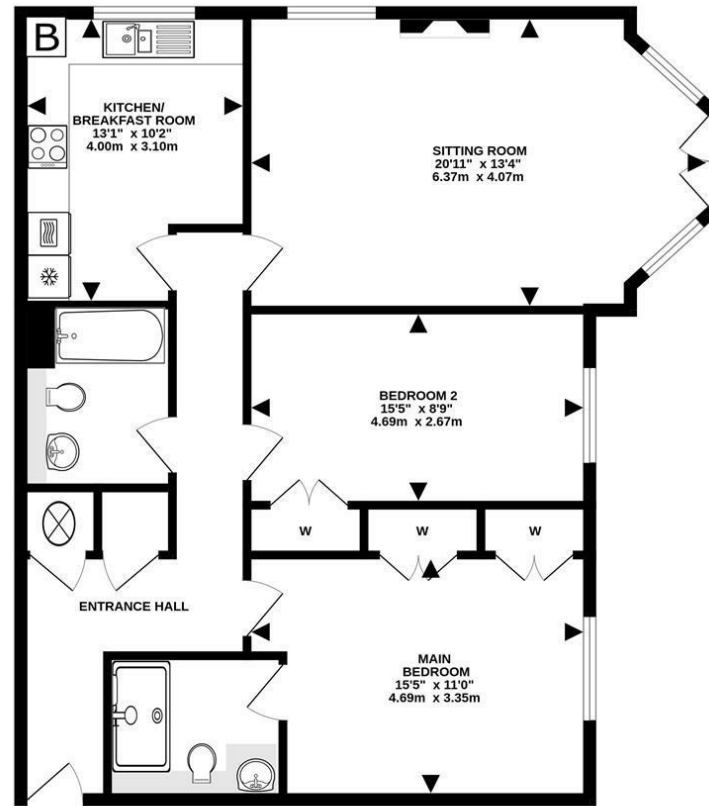 B
KITCHEN/
BREAKFAST ROOM
13'1" x 10'2"
4.00m x 3.10m
SITTING ROOM
20'11" x 13'4"
6.37m x 4.07m
BEDROOM 2
15'5" x 8'9"
4.69m x 2.67m
W
W
W
ENTRANCE HALL
MAIN
BEDROOM
15'5" x 11'0"
4.69m x 3.35m